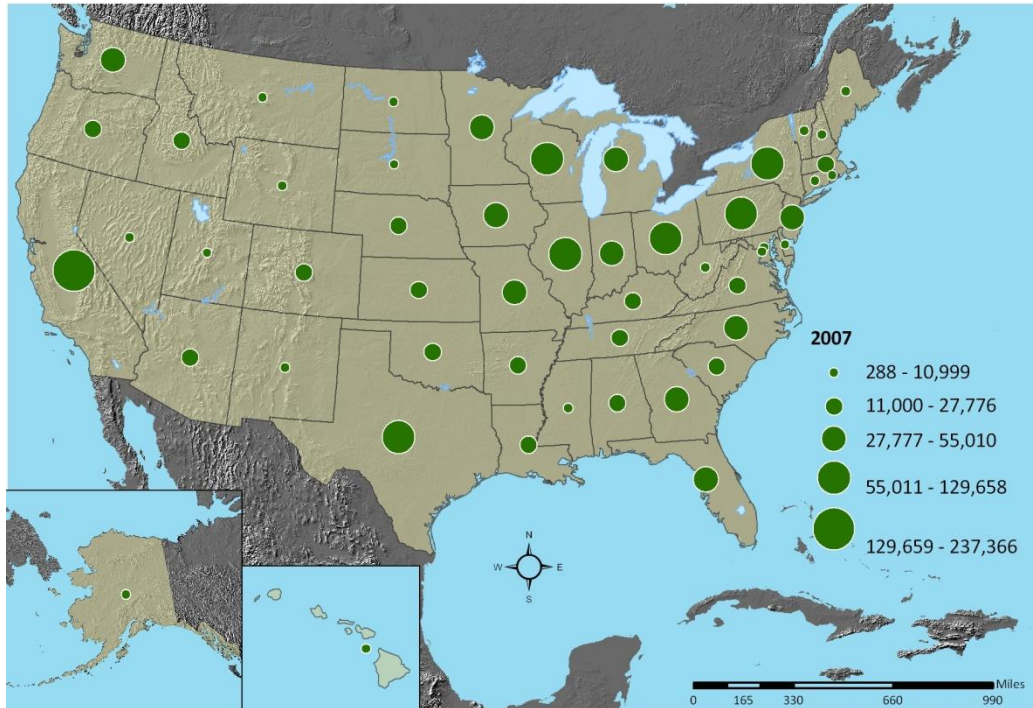 2007
288 - 10,999
11,000 - 27,776
27,777 - 55,010
55,011 - 129,658
129,659 - 237,366
N
W E
S
Miles
0 165 330 660 990